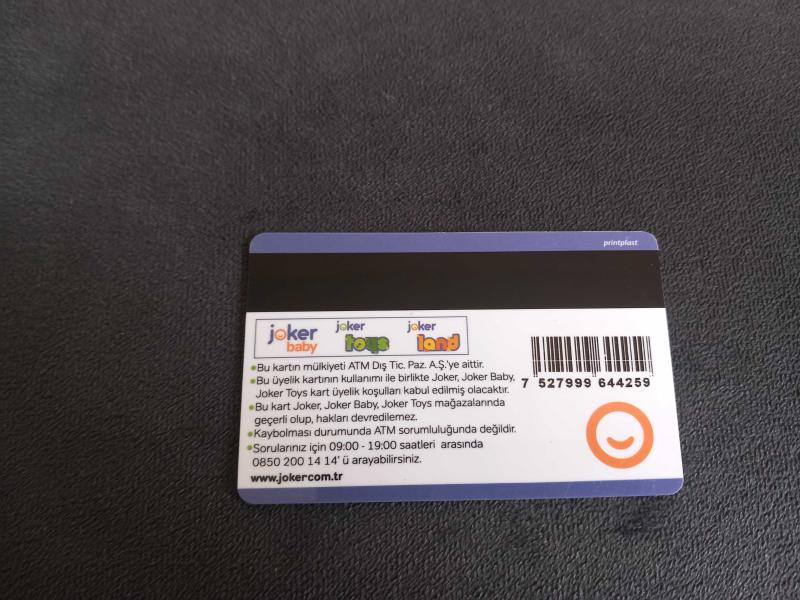 printplast
joker baby
joker toys
joker land
•Bu kartın mülkiyeti ATM Dış Tic. Paz. A.Ş.'ye aittir.
•Bu üyelik kartının kullanımı ile birlikte Joker, Joker Baby,
Joker Toys kart üyelik koşulları kabul edilmiş olacaktır.
•Bu kart Joker, Joker Baby, Joker Toys mağazalarında
geçerli olup, hakları devredilemez.
•Kaybolması durumunda ATM sorumluluğunda değildir.
•Sorularınız için 09:00 - 19:00 saatleri arasında
0850 200 14 14' ü arayabilirsiniz.
www.jokercom.tr
7 527999 644259